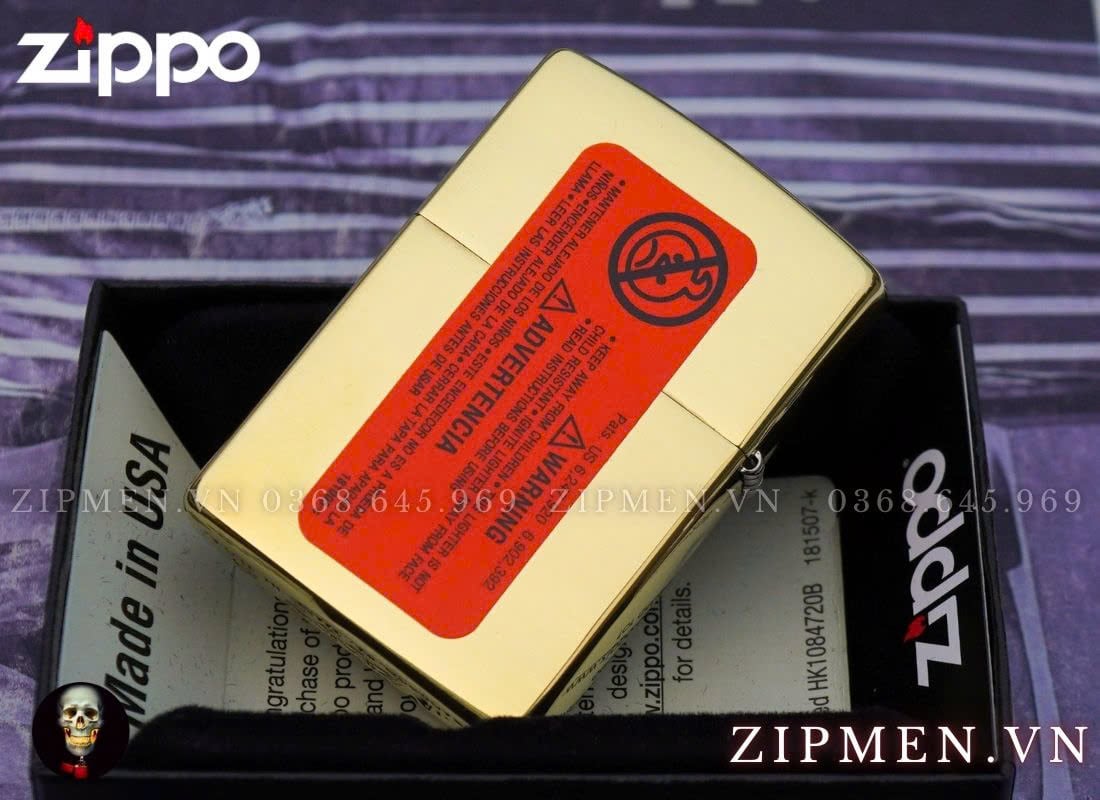 zippo
Pats US 6,902,392
WARNING
• KEEP AWAY FROM CHILDREN • LIGHTER IS NOT
CHILD RESISTANT • IGNITE LIGHTER AWAY FROM FACE
• READ INSTRUCTIONS BEFORE USING
ADVERTENCIA
• MANTENER ALEJADO DE LOS NIÑOS • ESTE ENCEDEDOR NO ES A PRUEBA DE
NIÑOS • ENCENDER ALEJADO DE LA CARA • CERRAR LA TAPA PARA APAGAR LA
LLAMA • LEER LAS INSTRUCCIONES ANTES DE USAR
ZIPMEN.VN 0368.645.969 ZIPMEN.VN 0368.645.969
Made in USA
zippo
www.zippo.com
for details.
HK1084720B 181507-k
ZIPMEN.VN